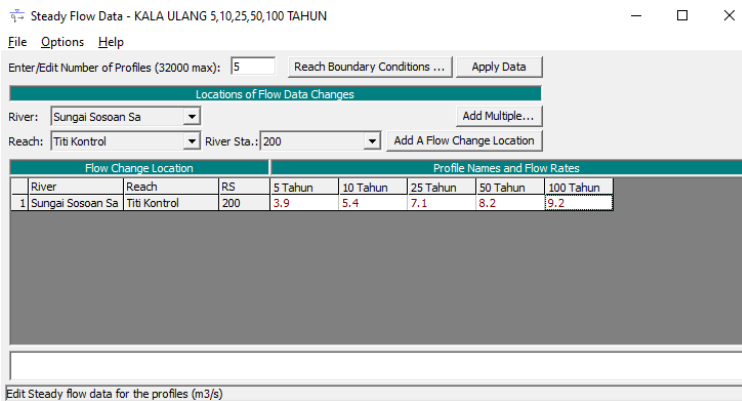 Steady Flow Data - KALA ULANG 5,10,25,50,100 TAHUN
File Options Help
Enter/Edit Number of Profiles (32000 max): 5 Reach Boundary Conditions ... Apply Data
Locations of Flow Data Changes
River: Sungai Sosoan Sa Add Multiple...
Reach: Titi Kontrol River Sta.: 200 Add A Flow Change Location
Flow Change Location Profile Names and Flow Rates
River Reach RS 5 Tahun 10 Tahun 25 Tahun 50 Tahun 100 Tahun
1 Sungai Sosoan Sa Titi Kontrol 200 3.9 5.4 7.1 8.2 9.2
Edit Steady flow data for the profiles (m3/s)